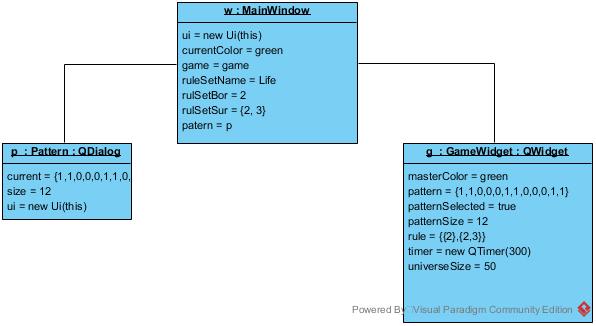 w : MainWindow
ui = new Ui(this)
currentColor = green
game = game
ruleSetName = Life
rulSetBor = 2
rulSetSur = {2, 3}
patern = p
p : Pattern : QDialog
current = {1,1,0,0,0,1,1,0,
size = 12
ui = new Ui(this)
g : GameWidget : QWidget
masterColor = green
pattern = {1,1,0,0,0,1,1,0,0,0,1,1}
patternSelected = true
patternSize = 12
rule = {{2},{2,3}}
timer = new QTimer(300)
universeSize = 50
Powered By Visual Paradigm Community Edition